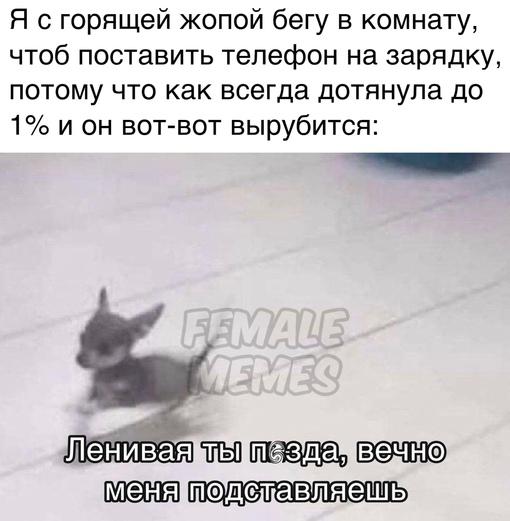 Я с горящей жопой бегу в комнату,
чтоб поставить телефон на зарядку,
потому что как всегда дотянула до
1% и он вот-вот вырубится:
FEMALE
MEMES
Ленивая ты пезда, вечно
меня подставляешь